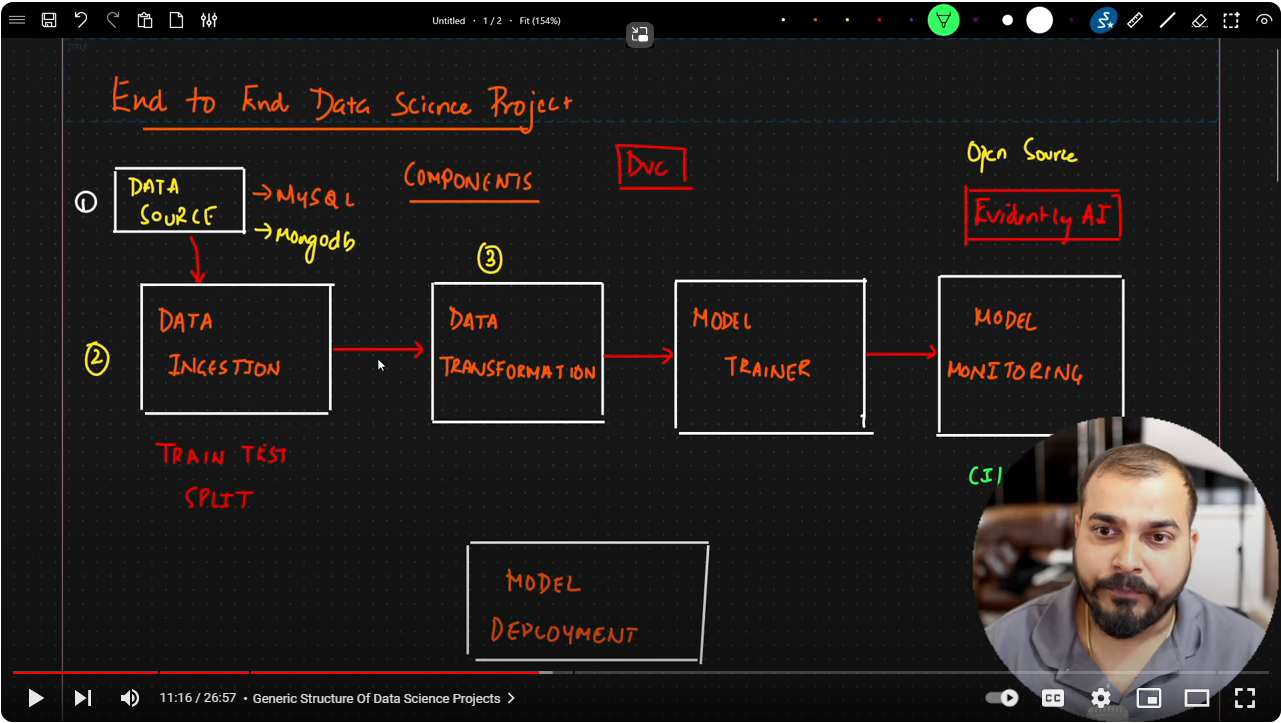 Untitled · 1 / 2 · Fit (154%)
End to End Data Science Project
DATA
SOURCE
→ MySQL
→ Mongodb
COMPONENTS
DVC
Open Source
Evidently AI
①
②
③
DATA
INGESTION
DATA
TRANSFORMATION
MODEL
TRAINER
MODEL
MONITORING
TRAIN TEST
SPLIT
CI/
MODEL
DEPLOYMENT
11:16 / 26:57 • Generic Structure Of Data Science Projects
CC